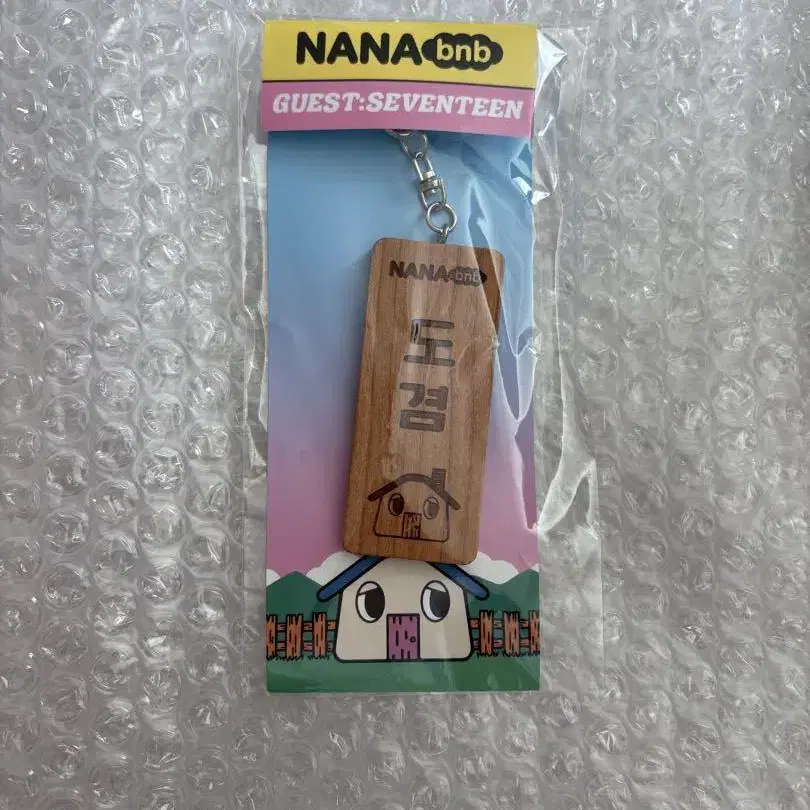 NANA bnb
GUEST:SEVENTEEN
NANA bnb
도
겸